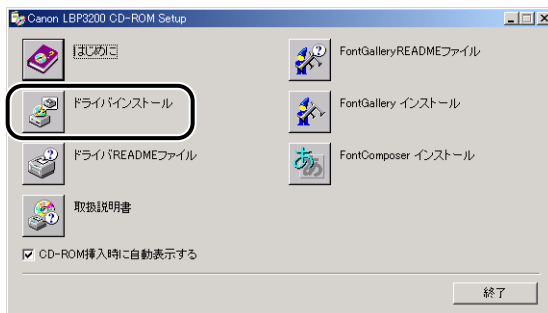 Canon LBP3200 CD-ROM Setup
はじめに
ドライバインストール
ドライバREADMEファイル
取扱説明書
FontGalleryREADMEファイル
FontGallery インストール
FontComposer インストール
CD-ROM挿入時に自動表示する
終了